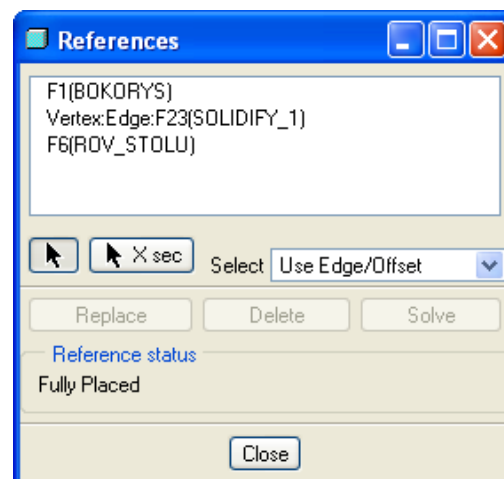 References
F1(BOKORYS)
Vertex:Edge:F23(SOLIDIFY_1)
F6(ROV_STOLU)
X sec Select Use Edge/Offset
Replace Delete Solve
Reference status
Fully Placed
Close